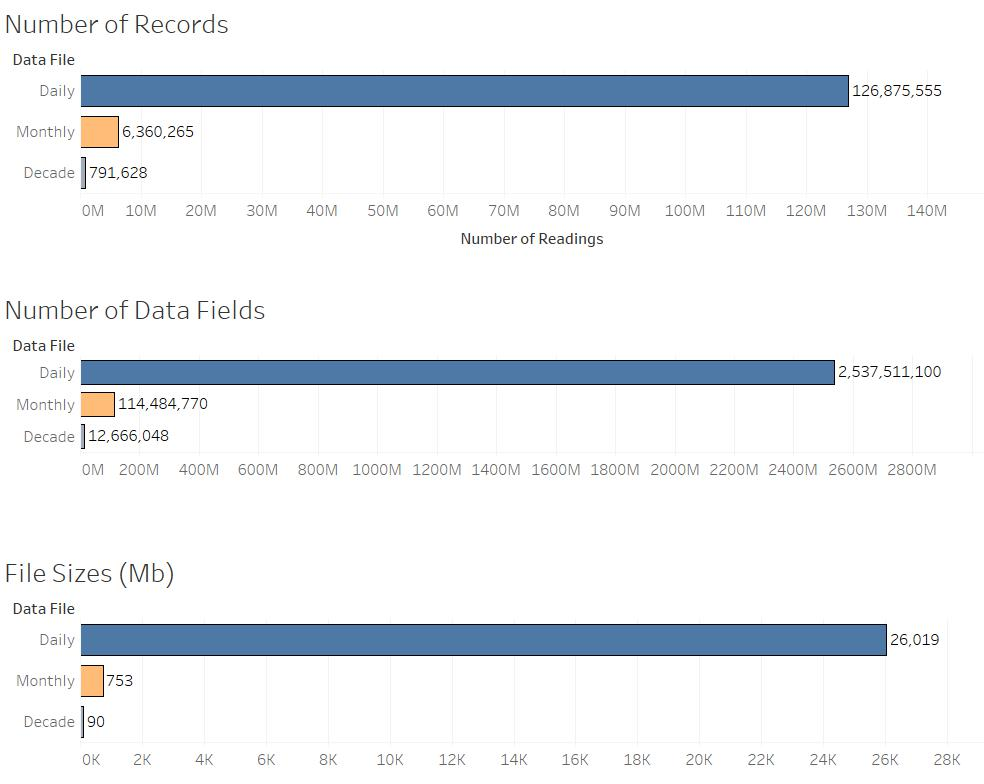 Number of Records
Data File
Daily 126,875,555
Monthly 6,360,265
Decade 791,628
0M 10M 20M 30M 40M 50M 60M 70M 80M 90M 100M 110M 120M 130M 140M
Number of Readings
Number of Data Fields
Data File
Daily 2,537,511,100
Monthly 114,484,770
Decade 12,666,048
0M 200M 400M 600M 800M 1000M 1200M 1400M 1600M 1800M 2000M 2200M 2400M 2600M 2800M
File Sizes (Mb)
Data File
Daily 26,019
Monthly 753
Decade 90
0K 2K 4K 6K 8K 10K 12K 14K 16K 18K 20K 22K 24K 26K 28K